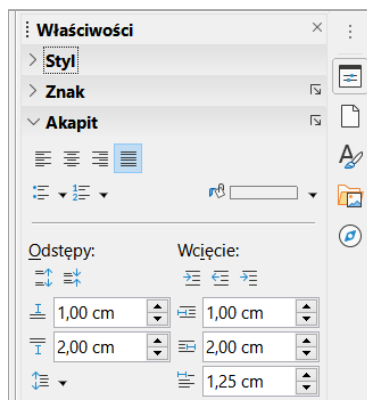 Właściwości
Styl
Znak
Akapit
Odstępy: Wcięcie:
1,00 cm 1,00 cm
2,00 cm 2,00 cm
1,25 cm